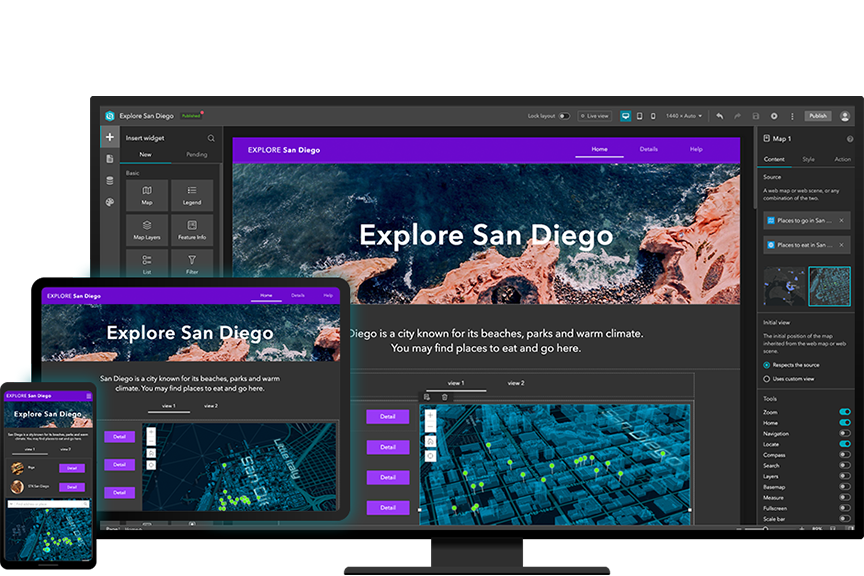 Explore San Diego
Published
Lock layout
Live view
1440 × Auto
Publish
Insert widget
New
Pending
Basic
Map
Legend
Map Layers
Feature Info
List
Filter
EXPLORE San Diego
Home
Details
Help
Explore San Diego
Diego is a city known for its beaches, parks and warm climate.
You may find places to eat and go here.
view 1
view 2
Detail
Detail
Detail
Detail
San Diego
Map 1
Content
Style
Action
Source
A web map or web scene, or any
combination of the two.
Places to go in San ...
Places to eat in San ...
Initial view
The initial position of the map
inherited from the web map or web
scene.
Respects the source
Uses custom view
Tools
Zoom
Home
Navigation
Locate
Compass
Search
Layers
Basemap
Measure
Fullscreen
Scale bar
EXPLORE San Diego
Home
Details
Help
Explore San Diego
San Diego is a city known for its beaches, parks and warm
climate. You may find places to eat and go here.
view 1
view 2
Detail
Detail
Detail
EXPLORE San Diego
Explore San Diego
San Diego is a city known for its beaches, parks and warm
climate. You may find places to eat and go here.
view 1
view 2
Detail
Detail